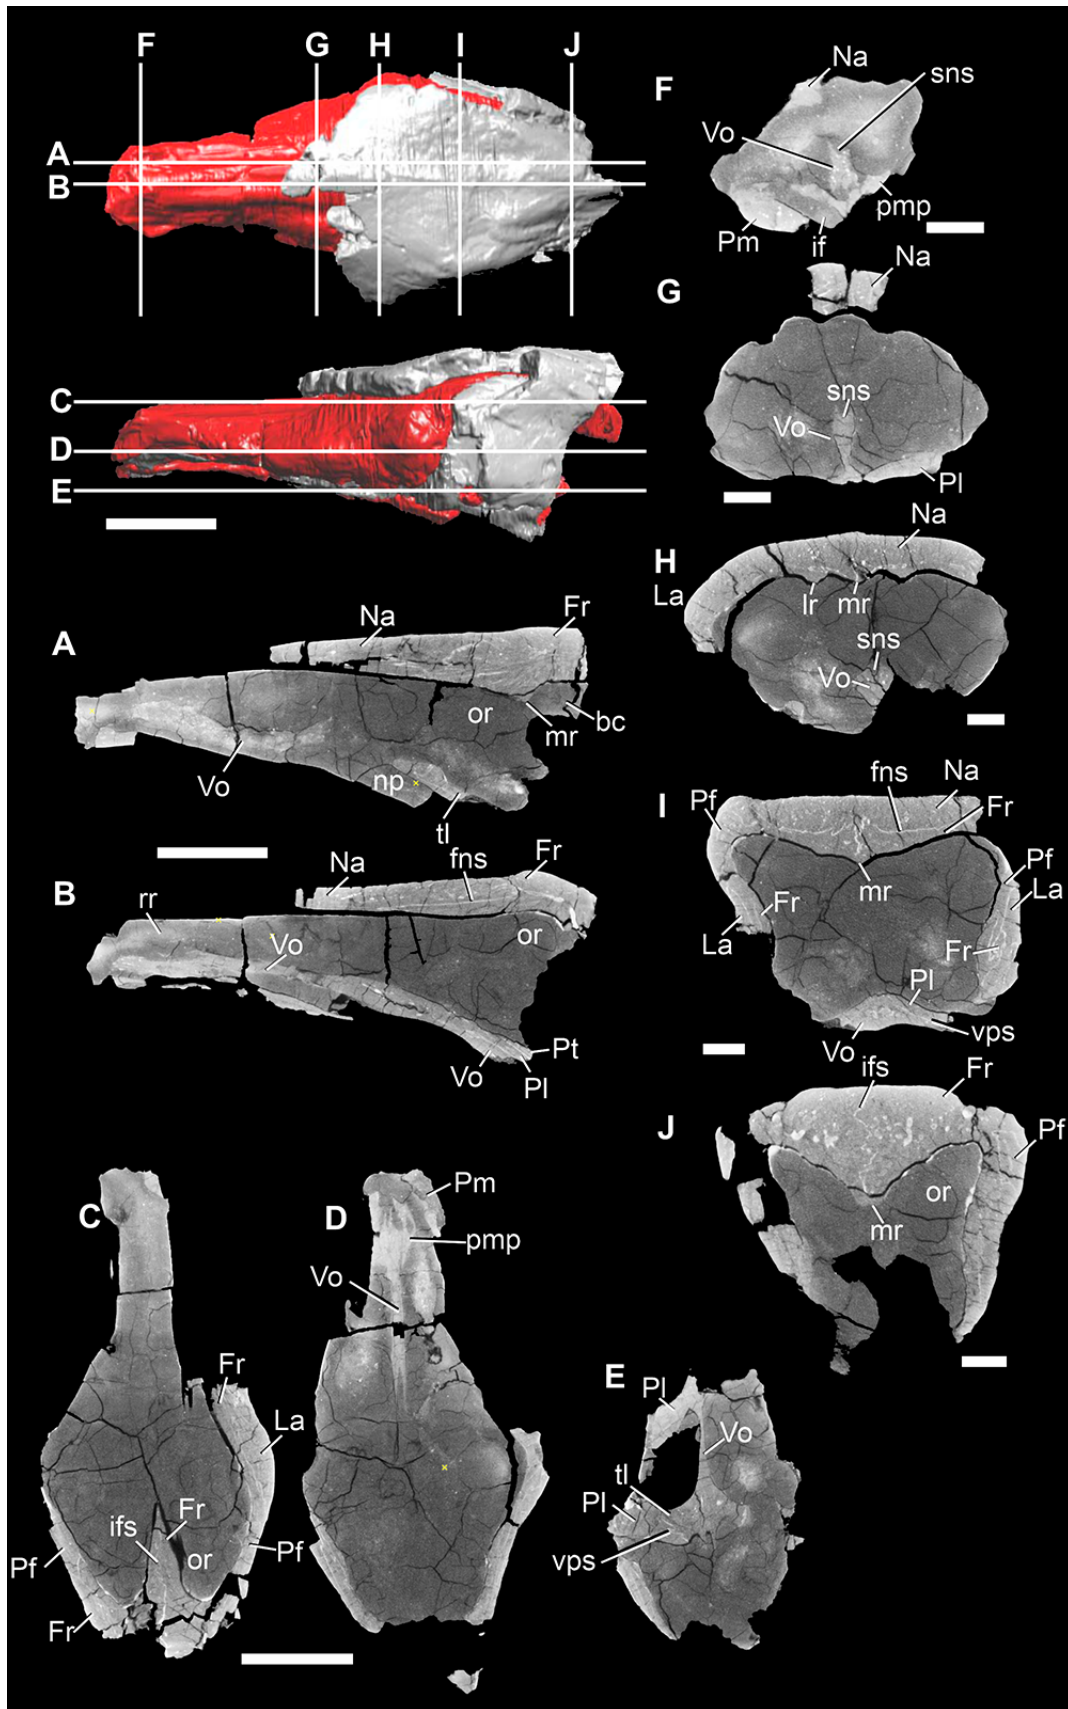 F G H I J
A
B
C
D
E
F
Na
sns
Vo
pmp
Pm
if
G
Na
sns
Vo
Pl
H
Na
La
lr
mr
sns
Vo
A
Na
Fr
or
bc
mr
Vo
np
tl
B
Na
fns
Fr
rr
Vo
or
Pt
Vo
Pl
I
fns
Na
Pf
Fr
mr
Pf
La
Fr
La
Fr
Pl
vps
Vo
J
ifs
Fr
Pf
or
mr
C
Fr
La
Fr
ifs
or
Pf
Pf
Fr
D
Pm
pmp
Vo
E
Pl
Vo
tl
Pl
vps